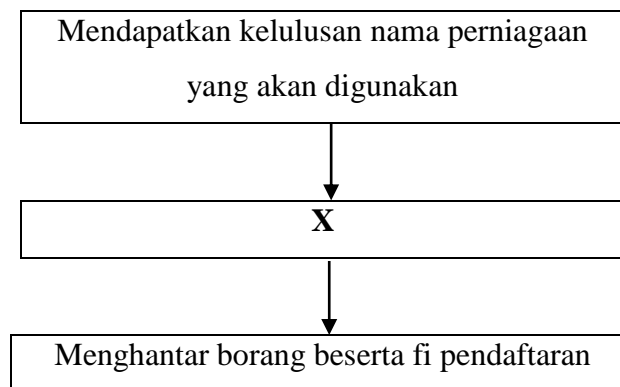 Mendapatkan kelulusan nama perniagaan
yang akan digunakan
X
Menghantar borang beserta fi pendaftaran